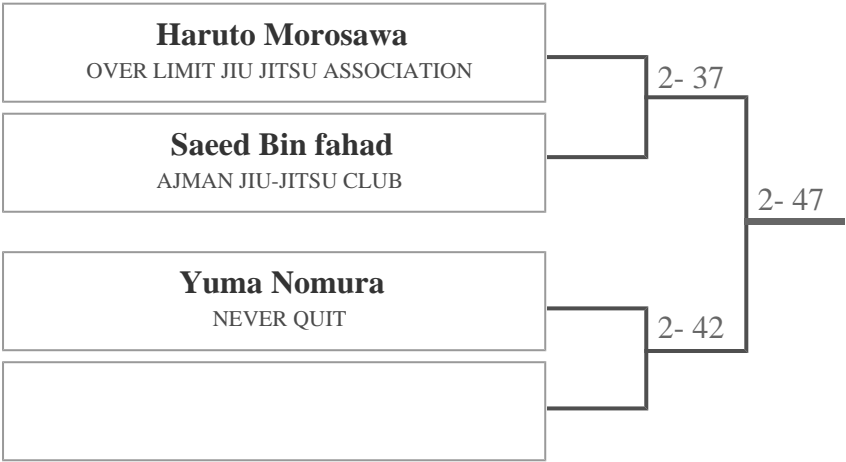 Haruto Morosawa
OVER LIMIT JIU JITSU ASSOCIATION
2- 37
Saeed Bin fahad
AJMAN JIU-JITSU CLUB
2- 47
Yuma Nomura
NEVER QUIT
2- 42